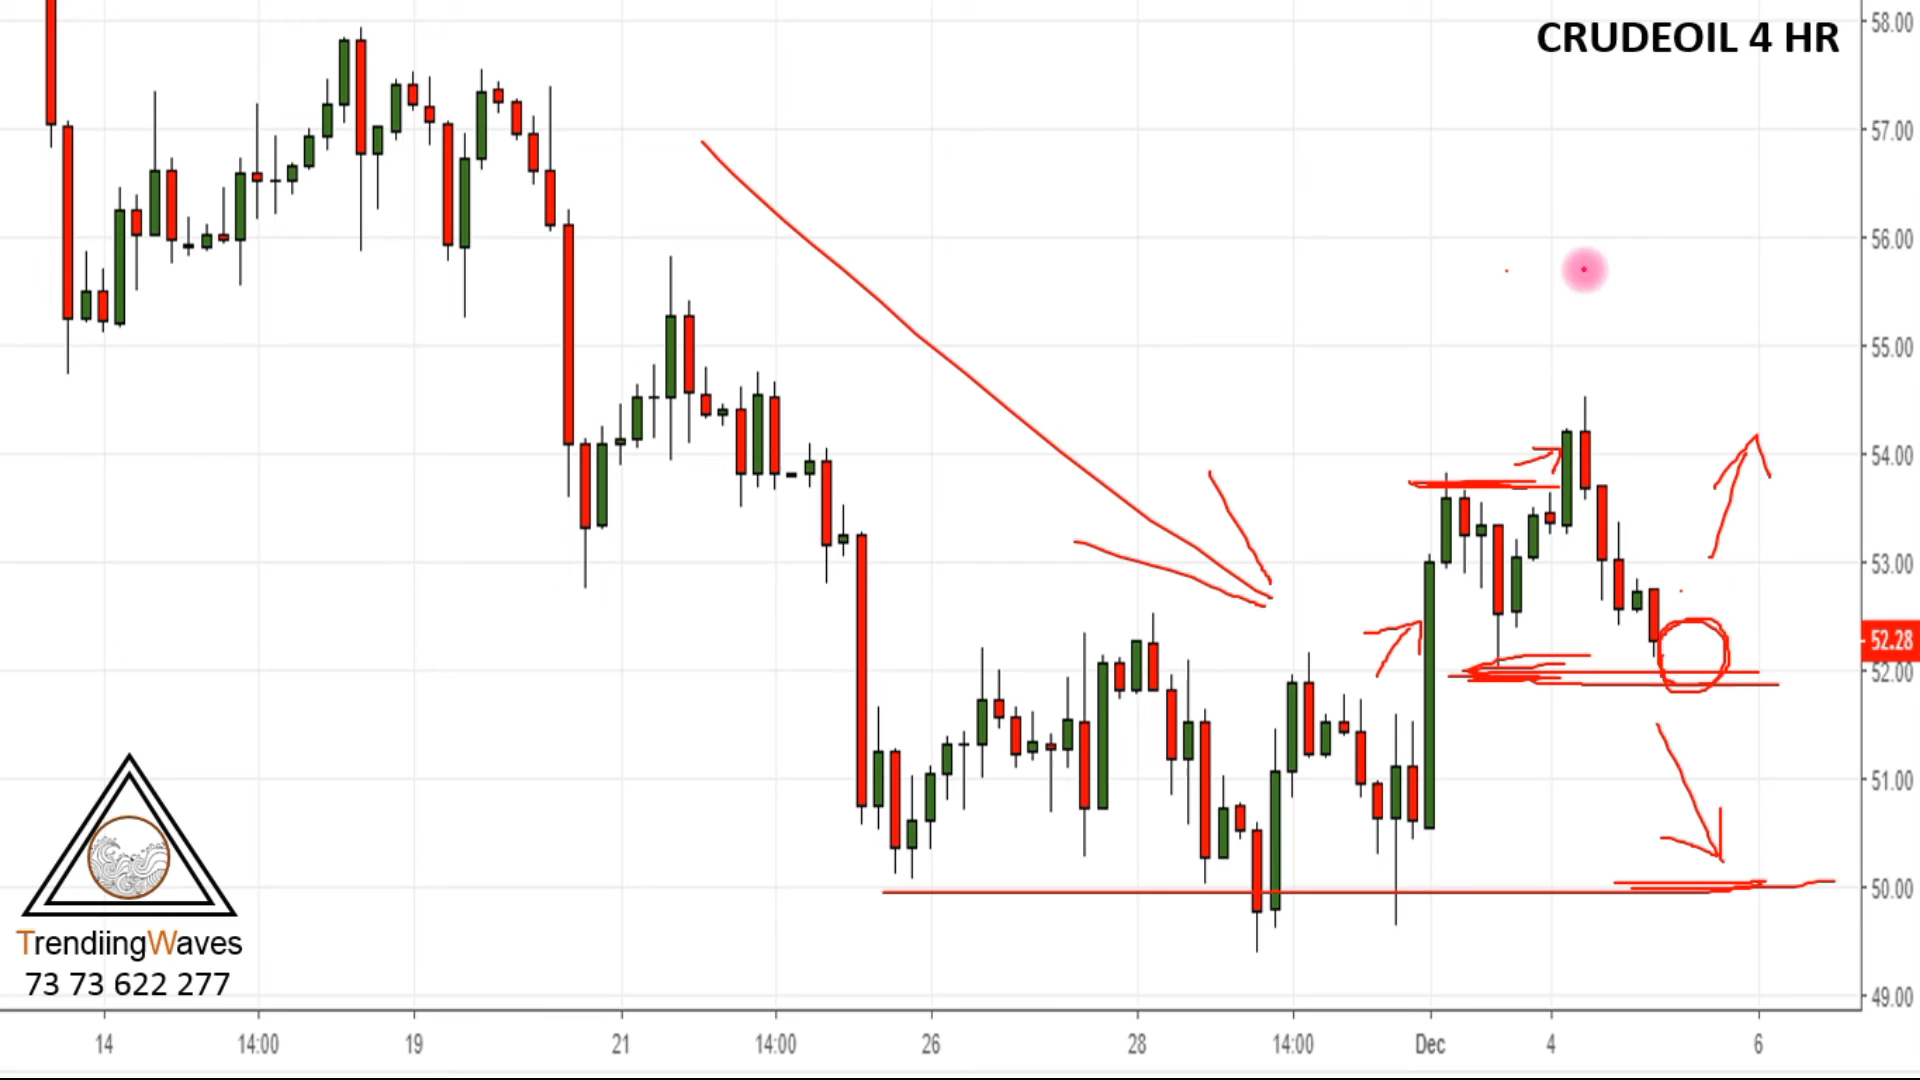 CRUDEOIL 4 HR
58.00
57.00
56.00
55.00
54.00
53.00
52.28
52.00
51.00
50.00
49.00
TrendiingWaves
73 73 622 277
14 14:00 19 21 14:00 26 28 14:00 Dec 4 6